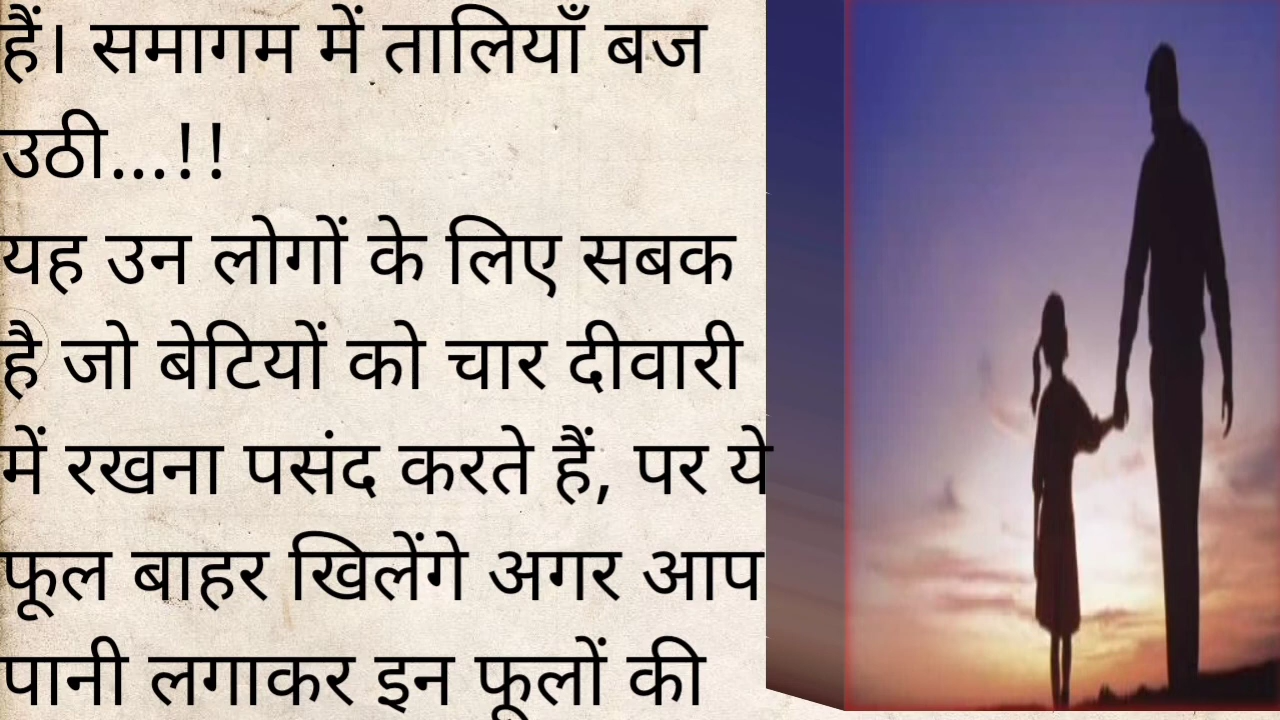 हैं। समागम में तालियाँ बज
उठी...!!
यह उन लोगों के लिए सबक
है जो बेटियों को चार दीवारी
में रखना पसंद करते हैं, पर ये
फूल बाहर खिलेंगे अगर आप
पानी लगाकर इन फूलों की